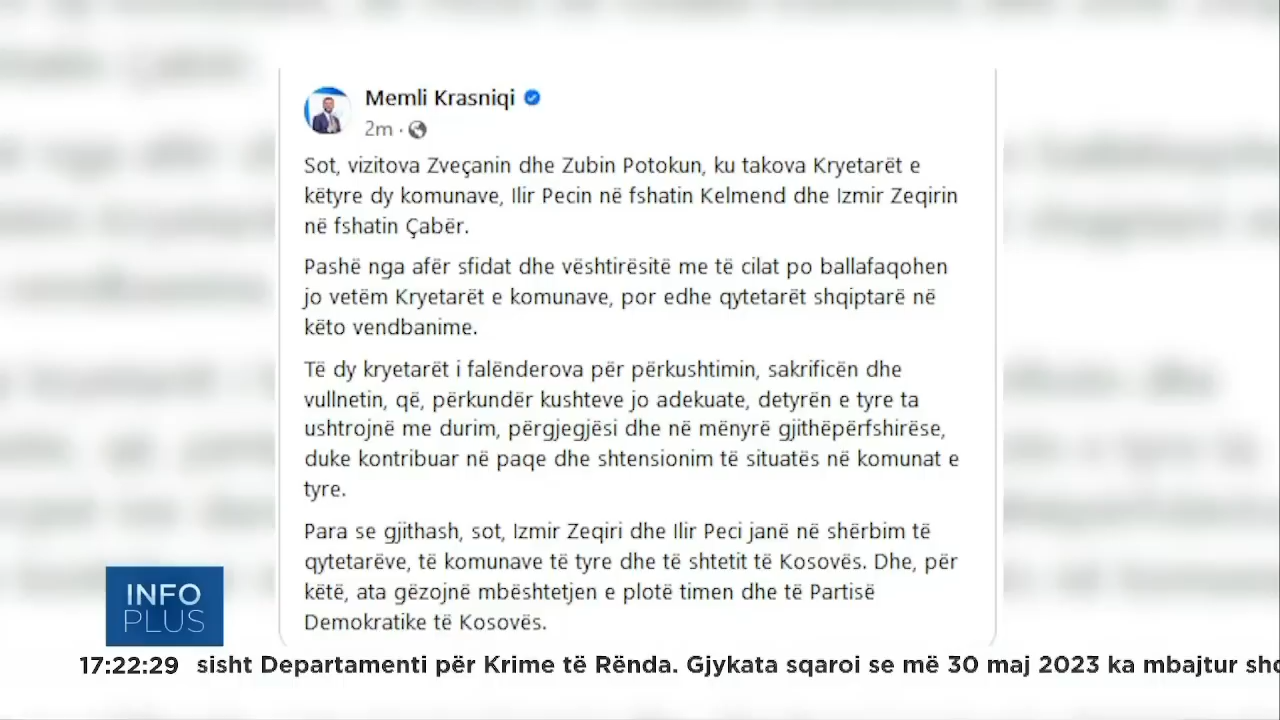 Memli Krasniqi
2m ·
Sot, vizitova Zveçanin dhe Zubin Potokun, ku takova Kryetarët e
këtyre dy komunave, Ilir Pecin në fshatin Kelmend dhe Izmir Zeqirin
në fshatin Çabër.
Pashë nga afër sfidat dhe vështirësitë me të cilat po ballafaqohen
jo vetëm Kryetarët e komunave, por edhe qytetarët shqiptarë në
këto vendbanime.
Të dy kryetarët i falënderova për përkushtimin, sakrificën dhe
vullnetin, që, përkundër kushteve jo adekuate, detyrën e tyre ta
ushtrojnë me durim, përgjegjësi dhe në mënyrë gjithëpërfshirëse,
duke kontribuar në paqe dhe shtensionim të situatës në komunat e
tyre.
Para se gjithash, sot, Izmir Zeqiri dhe Ilir Peci janë në shërbim të
qytetarëve, të komunave të tyre dhe të shtetit të Kosovës. Dhe, për
këtë, ata gëzojnë mbështetjen e plotë timen dhe të Partisë
Demokratike të Kosovës.
INFO
PLUS
17:22:29 sisht Departamenti për Krime të Rënda. Gjykata sqaroi se më 30 maj 2023 ka mbajtur shq